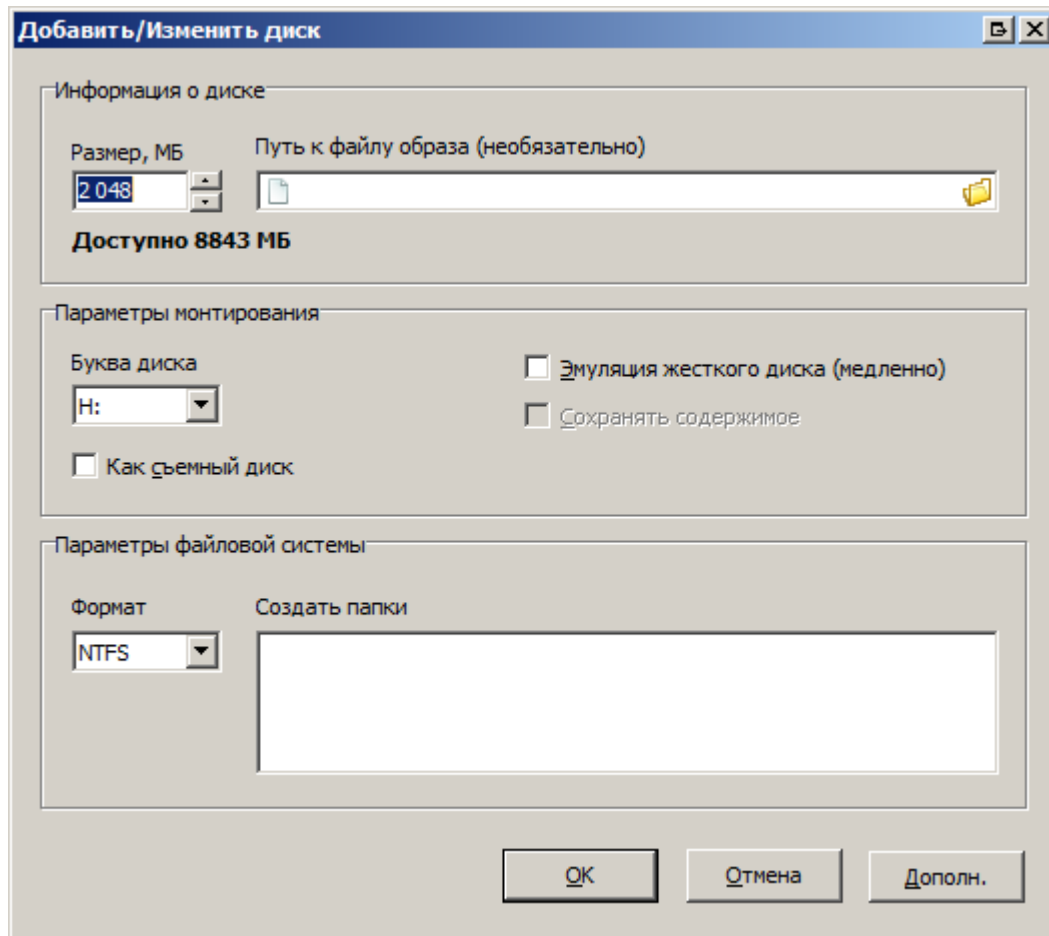 Добавить/Изменить диск
Информация о диске
Размер, МБ
Путь к файлу образа (необязательно)
2 048
Доступно 8843 МБ
Параметры монтирования
Буква диска
Эмуляция жесткого диска (медленно)
H:
Сохранять содержимое
Как съемный диск
Параметры файловой системы
Формат
Создать папки
NTFS
OK
Отмена
Дополн.